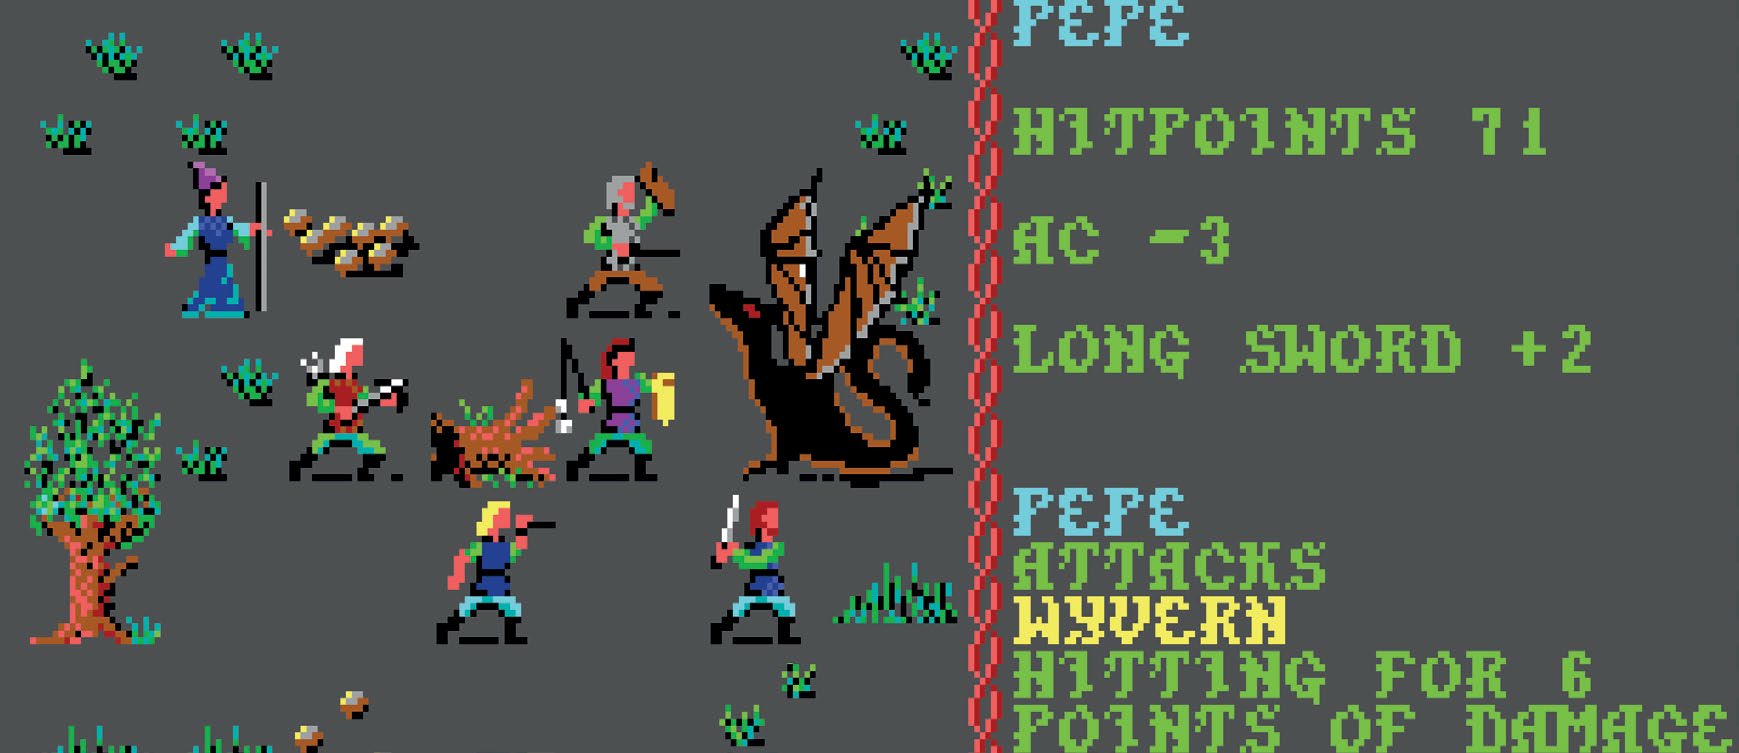 PEPE
HITPOINTS 71
AC -3
LONG SWORD +2
PEPE
ATTACKS
WYVERN
HITTING FOR 6
POINTS OF DAMAGE